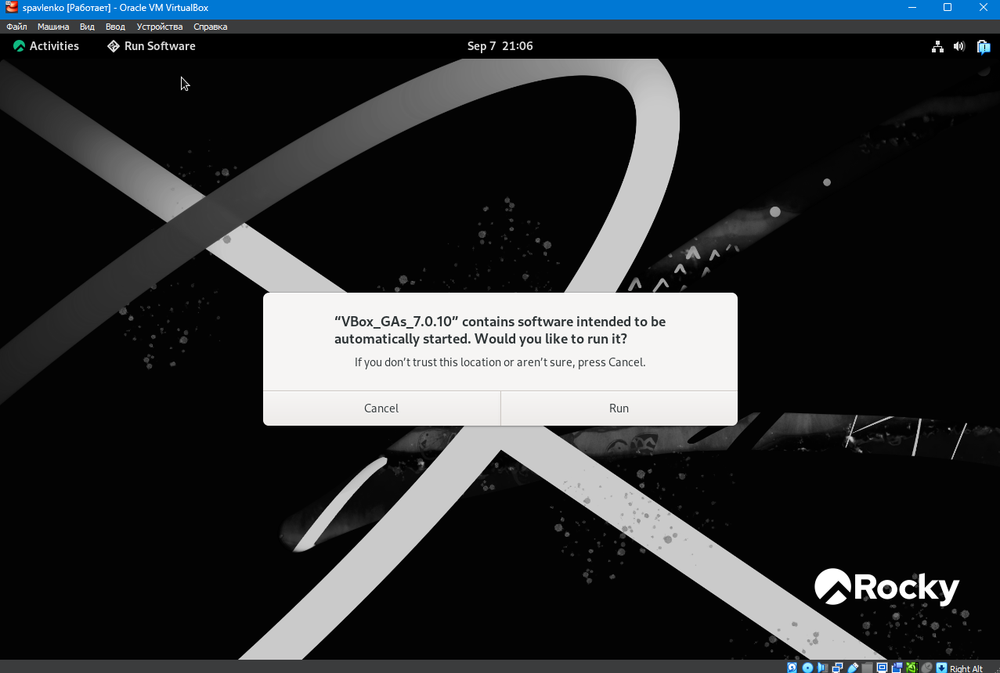 spavlenko [Работает] - Oracle VM VirtualBox
Файл Машина Вид Ввод Устройства Справка
Activities Run Software Sep 7 21:06
“VBox_GAs_7.0.10” contains software intended to be
automatically started. Would you like to run it?
If you don’t trust this location or aren’t sure, press Cancel.
Cancel Run
Rocky
Right Alt